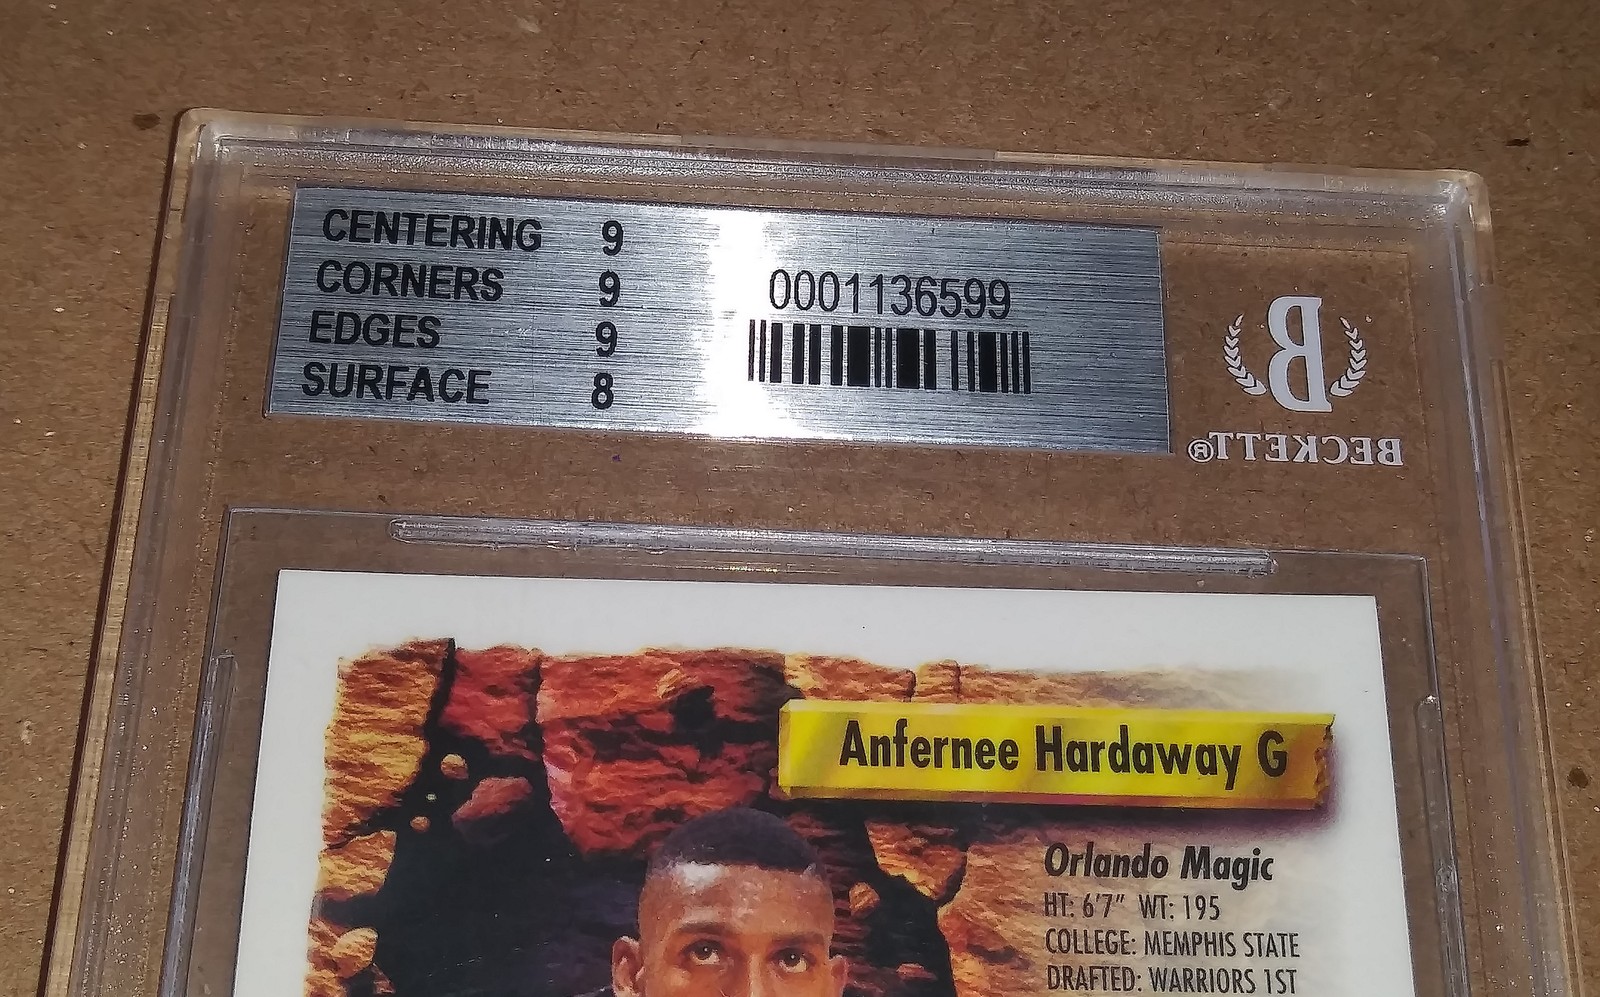 CENTERING 9
CORNERS 9
EDGES 9
SURFACE 8
0001136599
B
BECKETT®
Anfernee Hardaway G
Orlando Magic
HT: 6'7" WT: 195
COLLEGE: MEMPHIS STATE
DRAFTED: WARRIORS 1ST